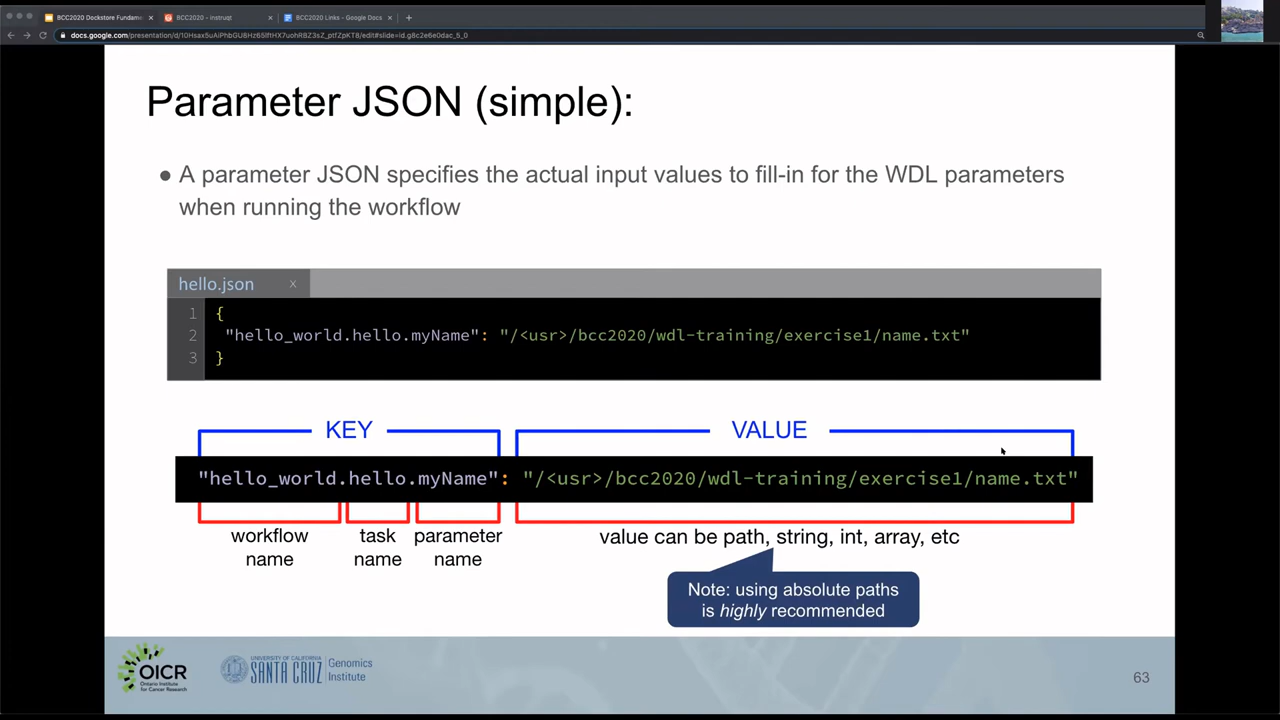 BCC2020 Dockstore Fundam
BCC2020 - instruqt
BCC2020 Links - Google Docs
Parameter JSON (simple):
● A parameter JSON specifies the actual input values to fill-in for the WDL parameters
when running the workflow
hello.json x
1 {
2 "hello_world.hello.myName": "/<usr>/bcc2020/wdl-training/exercise1/name.txt"
3 }
KEY VALUE
"hello_world.hello.myName": "/<usr>/bcc2020/wdl-training/exercise1/name.txt"
workflow task parameter value can be path, string, int, array, etc
name name name
Note: using absolute paths
is highly recommended
OICR
Ontario Institute
for Cancer Research
UNIVERSITY OF CALIFORNIA
SANTA CRUZ
Genomics
Institute
63